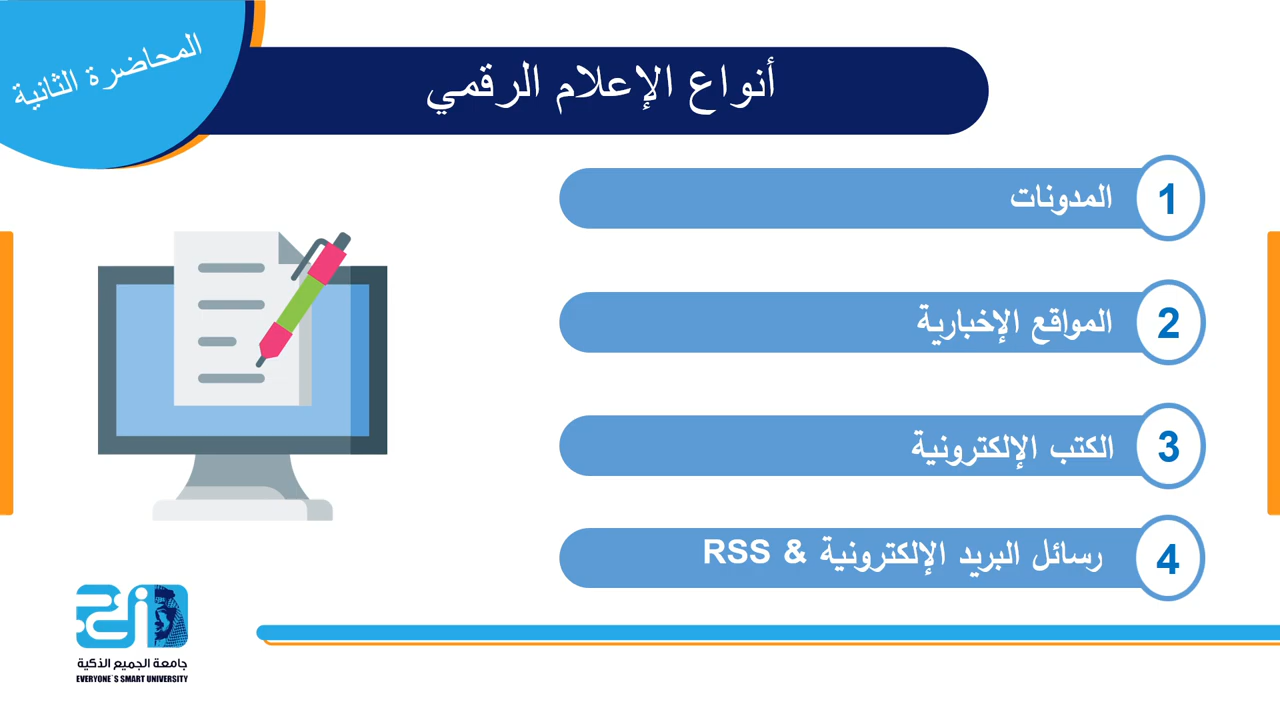 المحاضرة الثانية
أنواع الإعلام الرقمي
1 المدونات
2 المواقع الإخبارية
3 الكتب الإلكترونية
4 رسائل البريد الإلكترونية & RSS
جامعة الجميع الذكية
EVERYONE`S SMART UNIVERSITY